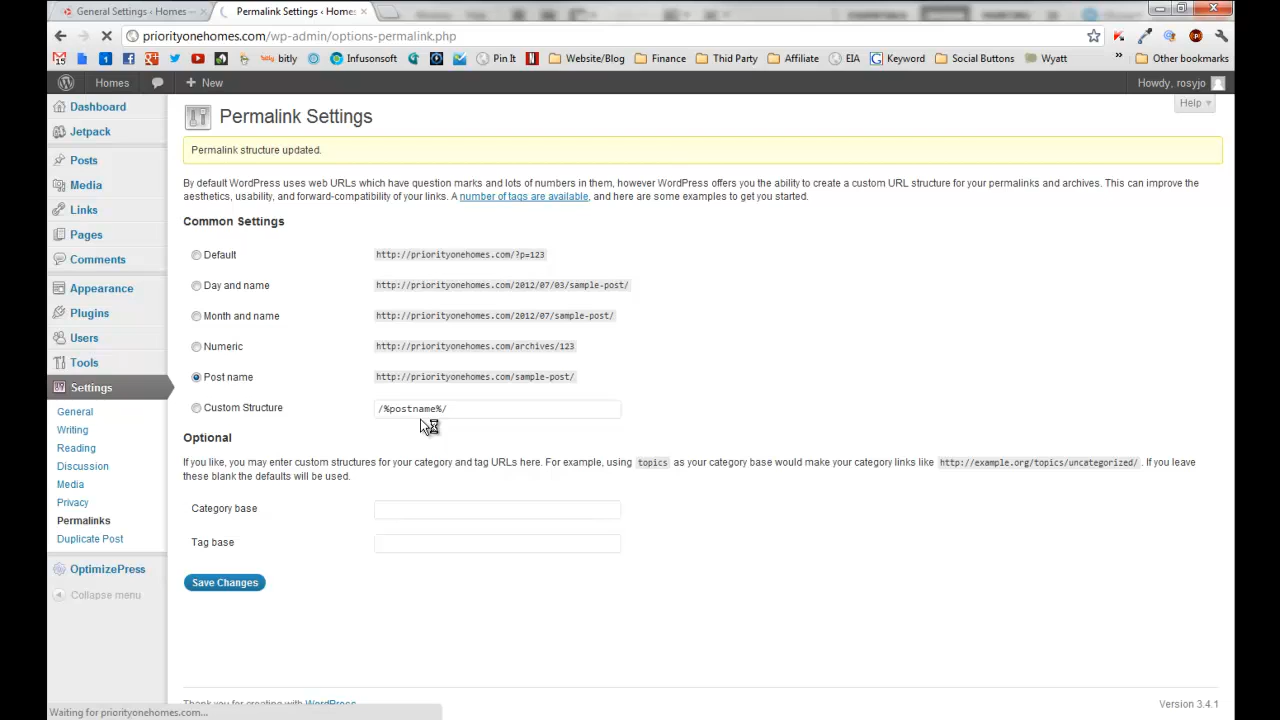 General Settings ‹ Homes —
Permalink Settings ‹ Home:
priorityonehomes.com/wp-admin/options-permalink.php
15
bitly
Infusonsoft
Pin It
Website/Blog
Finance
Third Party
Affiliate
EIA
Keyword
Social Buttons
Wyatt
»
Other bookmarks
Homes
+ New
Howdy, rosyjo
Dashboard
Jetpack
Posts
Media
Links
Pages
Comments
Appearance
Plugins
Users
Tools
Settings
General
Writing
Reading
Discussion
Media
Privacy
Permalinks
Duplicate Post
OptimizePress
Collapse menu
Help
Permalink Settings
Permalink structure updated.
By default WordPress uses web URLs which have question marks and lots of numbers in them, however WordPress offers you the ability to create a custom URL structure for your permalinks and archives. This can improve the
aesthetics, usability, and forward-compatibility of your links. A number of tags are available, and here are some examples to get you started.
Common Settings
Default http://priorityonehomes.com/?p=123
Day and name http://priorityonehomes.com/2012/07/03/sample-post/
Month and name http://priorityonehomes.com/2012/07/sample-post/
Numeric http://priorityonehomes.com/archives/123
Post name http://priorityonehomes.com/sample-post/
Custom Structure /%postname%/
Optional
If you like, you may enter custom structures for your category and tag URLs here. For example, using topics as your category base would make your category links like http://example.org/topics/uncategorized/ . If you leave
these blank the defaults will be used.
Category base
Tag base
Save Changes
Thank you for creating with WordPress
Version 3.4.1
Waiting for priorityonehomes.com...